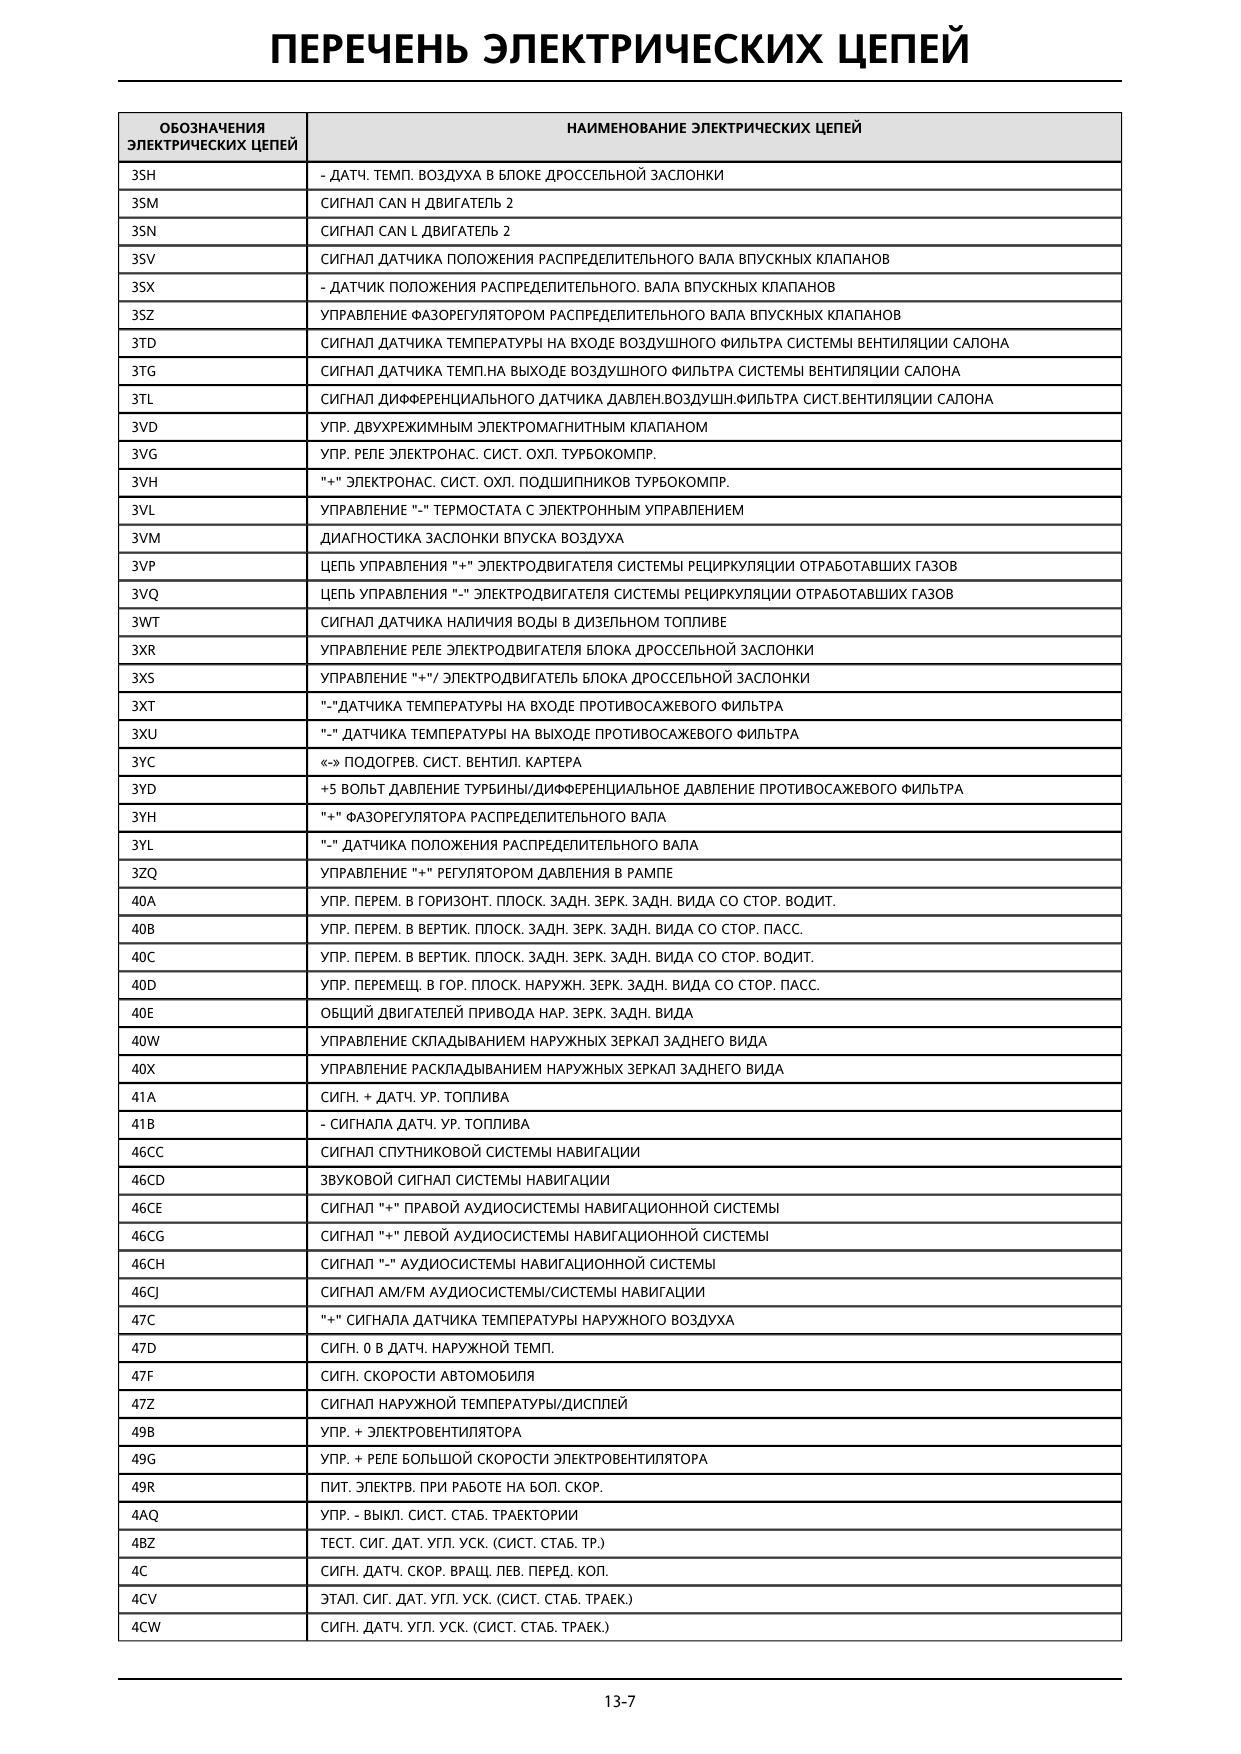 ПЕРЕЧЕНЬ ЭЛЕКТРИЧЕСКИХ ЦЕПЕЙ
ОБОЗНАЧЕНИЯ
ЭЛЕКТРИЧЕСКИХ ЦЕПЕЙ
НАИМЕНОВАНИЕ ЭЛЕКТРИЧЕСКИХ ЦЕПЕЙ
3SH - ДАТЧ. ТЕМП. ВОЗДУХА В БЛОКЕ ДРОССЕЛЬНОЙ ЗАСЛОНКИ
3SM СИГНАЛ CAN H ДВИГАТЕЛЬ 2
3SN СИГНАЛ CAN L ДВИГАТЕЛЬ 2
3SV СИГНАЛ ДАТЧИКА ПОЛОЖЕНИЯ РАСПРЕДЕЛИТЕЛЬНОГО ВАЛА ВПУСКНЫХ КЛАПАНОВ
3SX - ДАТЧИК ПОЛОЖЕНИЯ РАСПРЕДЕЛИТЕЛЬНОГО. ВАЛА ВПУСКНЫХ КЛАПАНОВ
3SZ УПРАВЛЕНИЕ ФАЗОРЕГУЛЯТОРОМ РАСПРЕДЕЛИТЕЛЬНОГО ВАЛА ВПУСКНЫХ КЛАПАНОВ
3TD СИГНАЛ ДАТЧИКА ТЕМПЕРАТУРЫ НА ВХОДЕ ВОЗДУШНОГО ФИЛЬТРА СИСТЕМЫ ВЕНТИЛЯЦИИ САЛОНА
3TG СИГНАЛ ДАТЧИКА ТЕМП.НА ВЫХОДЕ ВОЗДУШНОГО ФИЛЬТРА СИСТЕМЫ ВЕНТИЛЯЦИИ САЛОНА
3TL СИГНАЛ ДИФФЕРЕНЦИАЛЬНОГО ДАТЧИКА ДАВЛЕН.ВОЗДУШН.ФИЛЬТРА СИСТ.ВЕНТИЛЯЦИИ САЛОНА
3VD УПР. ДВУХРЕЖИМНЫМ ЭЛЕКТРОМАГНИТНЫМ КЛАПАНОМ
3VG УПР. РЕЛЕ ЭЛЕКТРОНАС. СИСТ. ОХЛ. ТУРБОКОМПР.
3VH "+" ЭЛЕКТРОНАС. СИСТ. ОХЛ. ПОДШИПНИКОВ ТУРБОКОМПР.
3VL УПРАВЛЕНИЕ "-" ТЕРМОСТАТА С ЭЛЕКТРОННЫМ УПРАВЛЕНИЕМ
3VM ДИАГНОСТИКА ЗАСЛОНКИ ВПУСКА ВОЗДУХА
3VP ЦЕПЬ УПРАВЛЕНИЯ "+" ЭЛЕКТРОДВИГАТЕЛЯ СИСТЕМЫ РЕЦИРКУЛЯЦИИ ОТРАБОТАВШИХ ГАЗОВ
3VQ ЦЕПЬ УПРАВЛЕНИЯ "-" ЭЛЕКТРОДВИГАТЕЛЯ СИСТЕМЫ РЕЦИРКУЛЯЦИИ ОТРАБОТАВШИХ ГАЗОВ
3WT СИГНАЛ ДАТЧИКА НАЛИЧИЯ ВОДЫ В ДИЗЕЛЬНОМ ТОПЛИВЕ
3XR УПРАВЛЕНИЕ РЕЛЕ ЭЛЕКТРОДВИГАТЕЛЯ БЛОКА ДРОССЕЛЬНОЙ ЗАСЛОНКИ
3XS УПРАВЛЕНИЕ "+"/ ЭЛЕКТРОДВИГАТЕЛЬ БЛОКА ДРОССЕЛЬНОЙ ЗАСЛОНКИ
3XT "-"ДАТЧИКА ТЕМПЕРАТУРЫ НА ВХОДЕ ПРОТИВОСАЖЕВОГО ФИЛЬТРА
3XU "-" ДАТЧИКА ТЕМПЕРАТУРЫ НА ВЫХОДЕ ПРОТИВОСАЖЕВОГО ФИЛЬТРА
3YC «-» ПОДОГРЕВ. СИСТ. ВЕНТИЛ. КАРТЕРА
3YD +5 ВОЛЬТ ДАВЛЕНИЕ ТУРБИНЫ/ДИФФЕРЕНЦИАЛЬНОЕ ДАВЛЕНИЕ ПРОТИВОСАЖЕВОГО ФИЛЬТРА
3YH "+" ФАЗОРЕГУЛЯТОРА РАСПРЕДЕЛИТЕЛЬНОГО ВАЛА
3YL "-" ДАТЧИКА ПОЛОЖЕНИЯ РАСПРЕДЕЛИТЕЛЬНОГО ВАЛА
3ZQ УПРАВЛЕНИЕ "+" РЕГУЛЯТОРОМ ДАВЛЕНИЯ В РАМПЕ
40A УПР. ПЕРЕМ. В ГОРИЗОНТ. ПЛОСК. ЗАДН. ЗЕРК. ЗАДН. ВИДА СО СТОР. ВОДИТ.
40B УПР. ПЕРЕМ. В ВЕРТИК. ПЛОСК. ЗАДН. ЗЕРК. ЗАДН. ВИДА СО СТОР. ПАСС.
40C УПР. ПЕРЕМ. В ВЕРТИК. ПЛОСК. ЗАДН. ЗЕРК. ЗАДН. ВИДА СО СТОР. ВОДИТ.
40D УПР. ПЕРЕМЕЩ. В ГОР. ПЛОСК. НАРУЖН. ЗЕРК. ЗАДН. ВИДА СО СТОР. ПАСС.
40E ОБЩИЙ ДВИГАТЕЛЕЙ ПРИВОДА НАР. ЗЕРК. ЗАДН. ВИДА
40W УПРАВЛЕНИЕ СКЛАДЫВАНИЕМ НАРУЖНЫХ ЗЕРКАЛ ЗАДНЕГО ВИДА
40X УПРАВЛЕНИЕ РАСКЛАДЫВАНИЕМ НАРУЖНЫХ ЗЕРКАЛ ЗАДНЕГО ВИДА
41A СИГН. + ДАТЧ. УР. ТОПЛИВА
41B - СИГНАЛА ДАТЧ. УР. ТОПЛИВА
46CC СИГНАЛ СПУТНИКОВОЙ СИСТЕМЫ НАВИГАЦИИ
46CD ЗВУКОВОЙ СИГНАЛ СИСТЕМЫ НАВИГАЦИИ
46CE СИГНАЛ "+" ПРАВОЙ АУДИОСИСТЕМЫ НАВИГАЦИОННОЙ СИСТЕМЫ
46CG СИГНАЛ "+" ЛЕВОЙ АУДИОСИСТЕМЫ НАВИГАЦИОННОЙ СИСТЕМЫ
46CH СИГНАЛ "-" АУДИОСИСТЕМЫ НАВИГАЦИОННОЙ СИСТЕМЫ
46CJ СИГНАЛ AM/FM АУДИОСИСТЕМЫ/СИСТЕМЫ НАВИГАЦИИ
47C "+" СИГНАЛА ДАТЧИКА ТЕМПЕРАТУРЫ НАРУЖНОГО ВОЗДУХА
47D СИГН. 0 В ДАТЧ. НАРУЖНОЙ ТЕМП.
47F СИГН. СКОРОСТИ АВТОМОБИЛЯ
47Z СИГНАЛ НАРУЖНОЙ ТЕМПЕРАТУРЫ/ДИСПЛЕЙ
49B УПР. + ЭЛЕКТРОВЕНТИЛЯТОРА
49G УПР. + РЕЛЕ БОЛЬШОЙ СКОРОСТИ ЭЛЕКТРОВЕНТИЛЯТОРА
49R ПИТ. ЭЛЕКТРВ. ПРИ РАБОТЕ НА БОЛ. СКОР.
4AQ УПР. - ВЫКЛ. СИСТ. СТАБ. ТРАЕКТОРИИ
4BZ ТЕСТ. СИГ. ДАТ. УГЛ. УСК. (СИСТ. СТАБ. ТР.)
4C СИГН. ДАТЧ. СКОР. ВРАЩ. ЛЕВ. ПЕРЕД. КОЛ.
4CV ЭТАЛ. СИГ. ДАТ. УГЛ. УСК. (СИСТ. СТАБ. ТРАЕК.)
4CW СИГН. ДАТЧ. УГЛ. УСК. (СИСТ. СТАБ. ТРАЕК.)
13-7